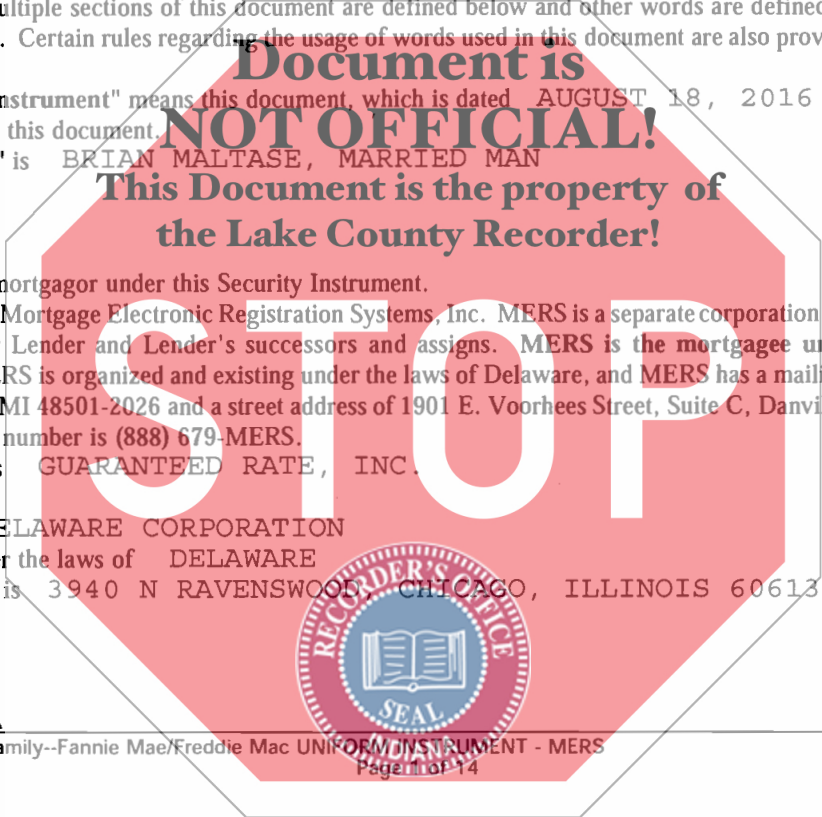 ultiple sections of this document are defined below and other words are defined
. Certain rules regarding the usage of words used in this document are also prov
Document is
nstrument" means this document, which is dated AUGUST 18, 2016
this document.
NOT OFFICIAL!
" is BRIAN MALTASE, MARRIED MAN
This Document is the property of
the Lake County Recorder!
mortgagor under this Security Instrument.
Mortgage Electronic Registration Systems, Inc. MERS is a separate corporation
Lender and Lender's successors and assigns. MERS is the mortgagee un
RS is organized and existing under the laws of Delaware, and MERS has a maili
MI 48501-2026 and a street address of 1901 E. Voorhees Street, Suite C, Danvi
number is (888) 679-MERS.
STOP
GUARANTEED RATE, INC.
ELAWARE CORPORATION
r the laws of DELAWARE
is 3940 N RAVENSWOOD, CHICAGO, ILLINOIS 60613
RECORDER'S OFFICE
SEAL
INDIANA
amily--Fannie Mae/Freddie Mac UNIFORM INSTRUMENT - MERS
Page 1 of 14